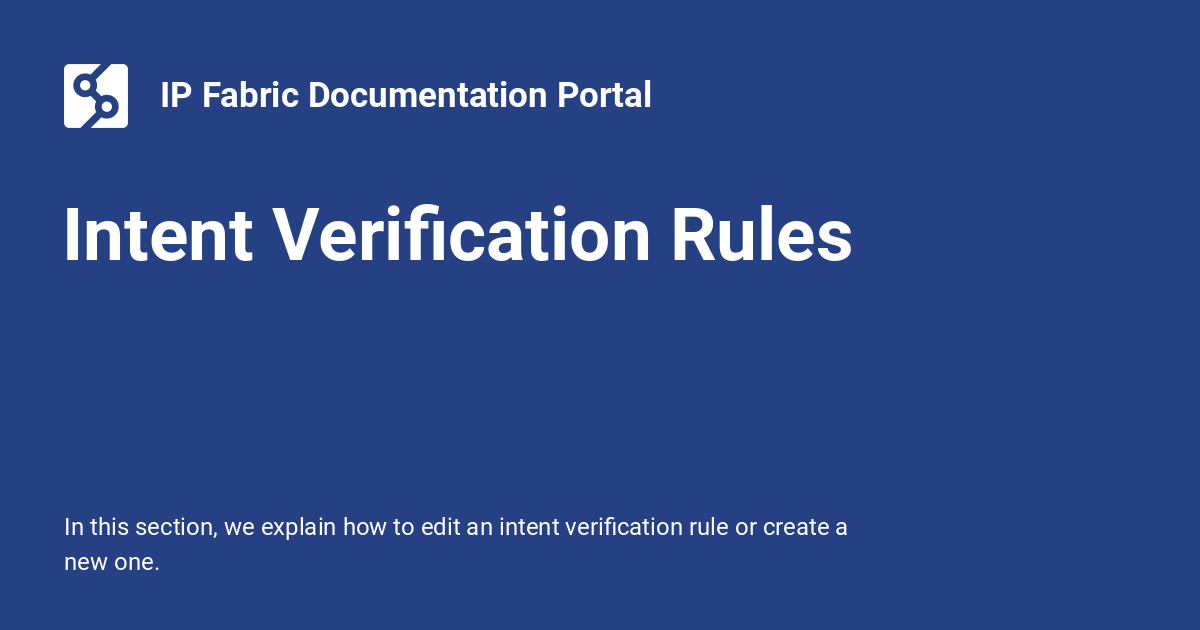 IP Fabric Documentation Portal
Intent Verification Rules
In this section, we explain how to edit an intent verification rule or create a
new one.